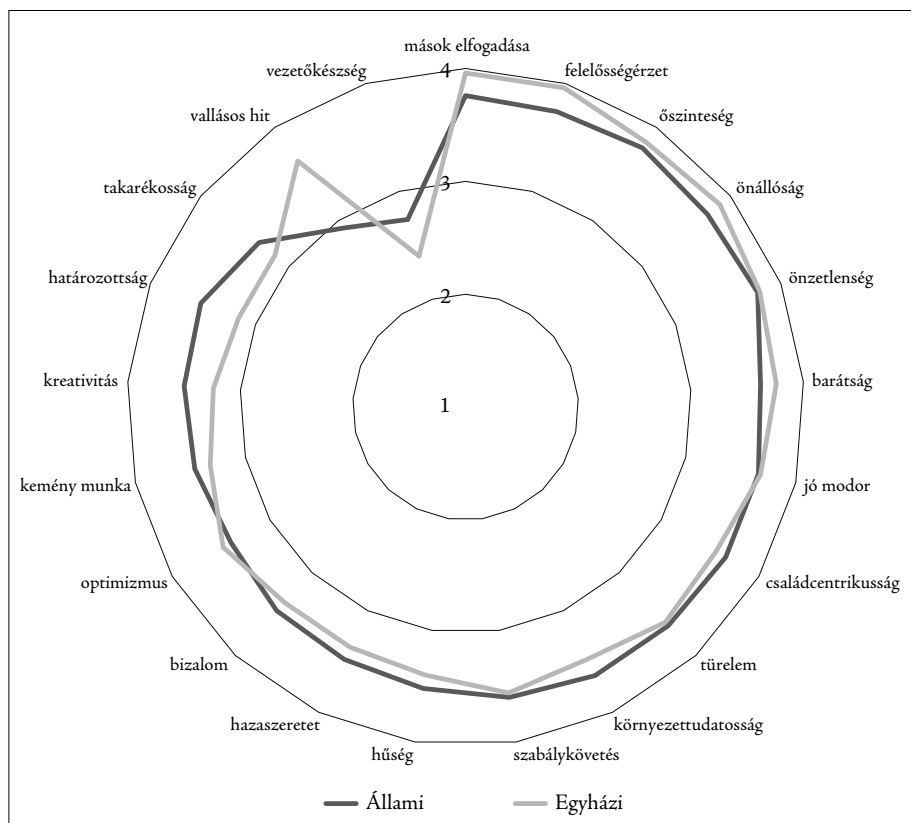 mások elfogadása
felelősségérzet
őszinteség
önállóság
önzetlenség
barátság
jó modor
családcentrikusság
türelem
környezettudatosság
szabálykövetés
hűség
hazaszeretet
bizalom
optimizmus
kemény munka
kreativitás
határozottság
takarékosság
vallásos hit
vezetőkészség
4
3
2
1
Állami
Egyházi